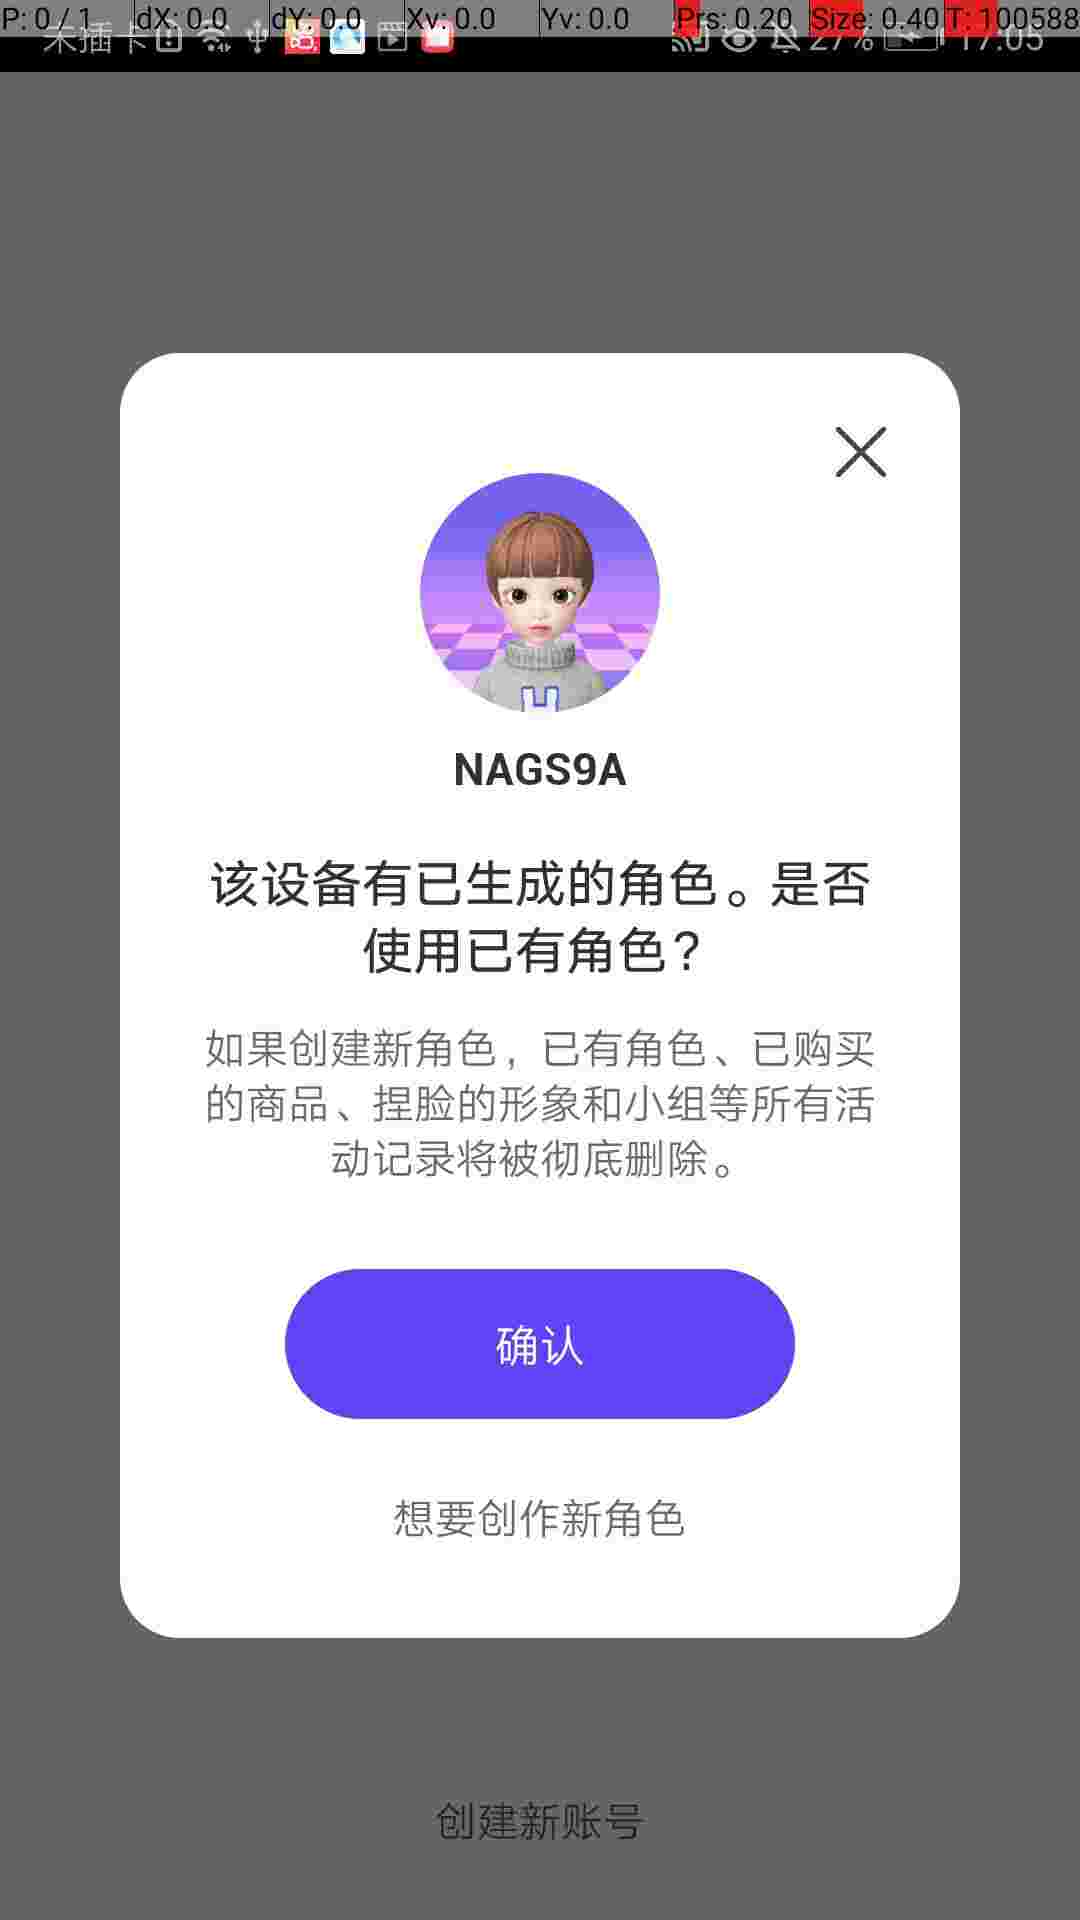 P: 0 / 1 dX: 0.0 dY: 0.0 Xv: 0.0 Yv: 0.0 Prs: 0.20 Size: 0.40 T: 100588
未插卡 27% 17:05
NAGS9A
该设备有已生成的角色。是否
使用已有角色？
如果创建新角色，已有角色、已购买
的商品、捏脸的形象和小组等所有活
动记录将被彻底删除。
确认
想要创作新角色
创建新账号